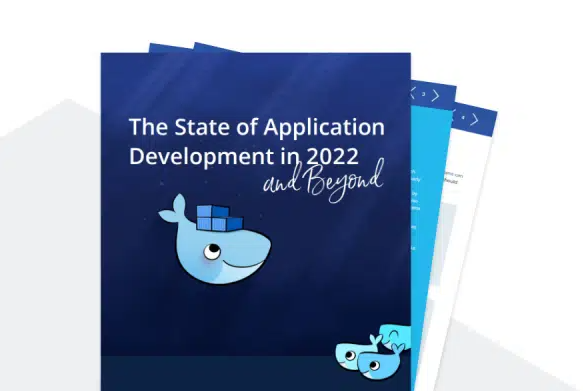 The State of Application
Development in 2022
and Beyond